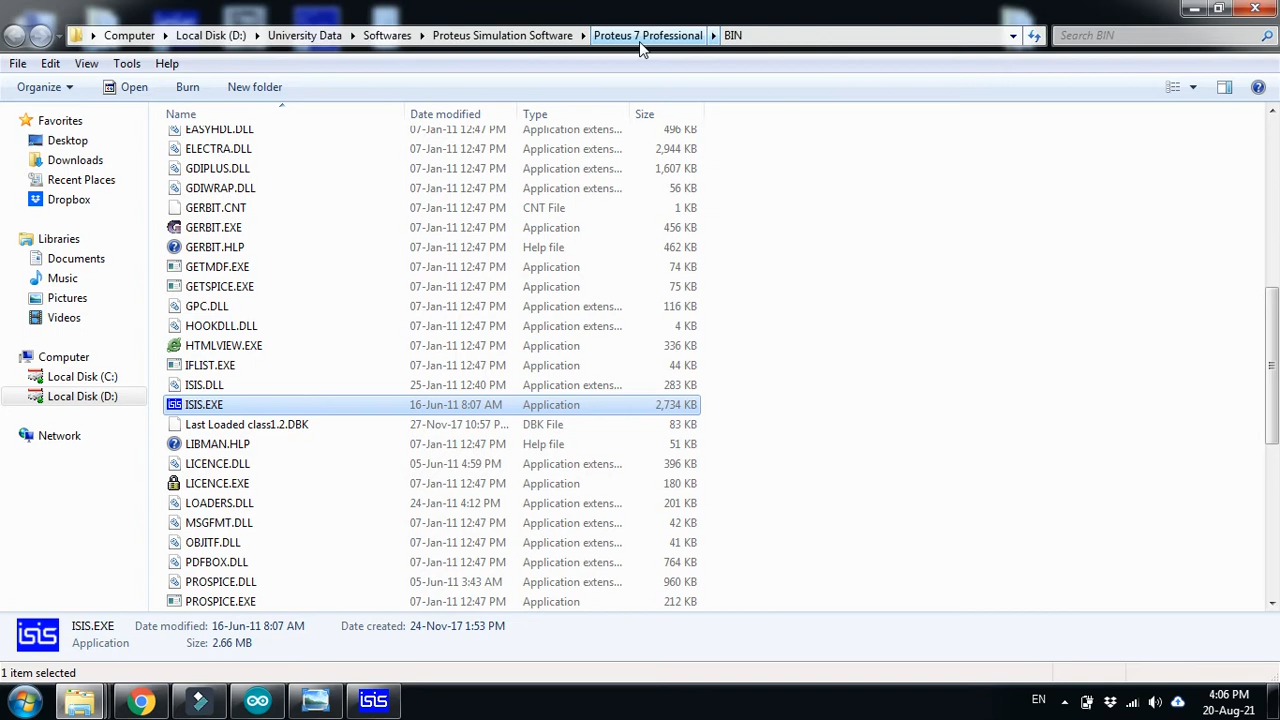 Computer Local Disk (D:) University Data Softwares Proteus Simulation Software Proteus 7 Professional BIN Search BIN
File Edit View Tools Help
Organize Open Burn New folder
Name Date modified Type Size
Favorites
Desktop
Downloads
Recent Places
Dropbox
Libraries
Documents
Music
Pictures
Videos
Computer
Local Disk (C:)
Local Disk (D:)
Network
EASYHDL.DLL 07-Jan-11 12:47 PM Application extens... 496 KB
ELECTRA.DLL 07-Jan-11 12:47 PM Application extens... 2,944 KB
GDIPLUS.DLL 07-Jan-11 12:47 PM Application extens... 1,607 KB
GDIWRAP.DLL 07-Jan-11 12:47 PM Application extens... 56 KB
GERBIT.CNT 07-Jan-11 12:47 PM CNT File 1 KB
GERBIT.EXE 07-Jan-11 12:47 PM Application 456 KB
GERBIT.HLP 07-Jan-11 12:47 PM Help file 462 KB
GETMDF.EXE 07-Jan-11 12:47 PM Application 74 KB
GETSPICE.EXE 07-Jan-11 12:47 PM Application 75 KB
GPC.DLL 07-Jan-11 12:47 PM Application extens... 116 KB
HOOKDLL.DLL 07-Jan-11 12:47 PM Application extens... 4 KB
HTMLVIEW.EXE 07-Jan-11 12:47 PM Application 336 KB
IFLIST.EXE 07-Jan-11 12:47 PM Application 44 KB
ISIS.DLL 25-Jan-11 12:40 PM Application extens... 283 KB
ISIS.EXE 16-Jun-11 8:07 AM Application 2,734 KB
Last Loaded class1.2.DBK 27-Nov-17 10:57 P... DBK File 83 KB
LIBMAN.HLP 07-Jan-11 12:47 PM Help file 51 KB
LICENCE.DLL 05-Jun-11 4:59 PM Application extens... 396 KB
LICENCE.EXE 07-Jan-11 12:47 PM Application 180 KB
LOADERS.DLL 24-Jan-11 4:12 PM Application extens... 201 KB
MSGFMT.DLL 07-Jan-11 12:47 PM Application extens... 42 KB
OBJITF.DLL 07-Jan-11 12:47 PM Application extens... 41 KB
PDFBOX.DLL 07-Jan-11 12:47 PM Application extens... 764 KB
PROSPICE.DLL 05-Jun-11 3:43 AM Application extens... 960 KB
PROSPICE.EXE 07-Jan-11 12:47 PM Application 212 KB
isis
ISIS.EXE Date modified: 16-Jun-11 8:07 AM Date created: 24-Nov-17 1:53 PM
Application Size: 2.66 MB
1 item selected
isis EN 4:06 PM
20-Aug-21